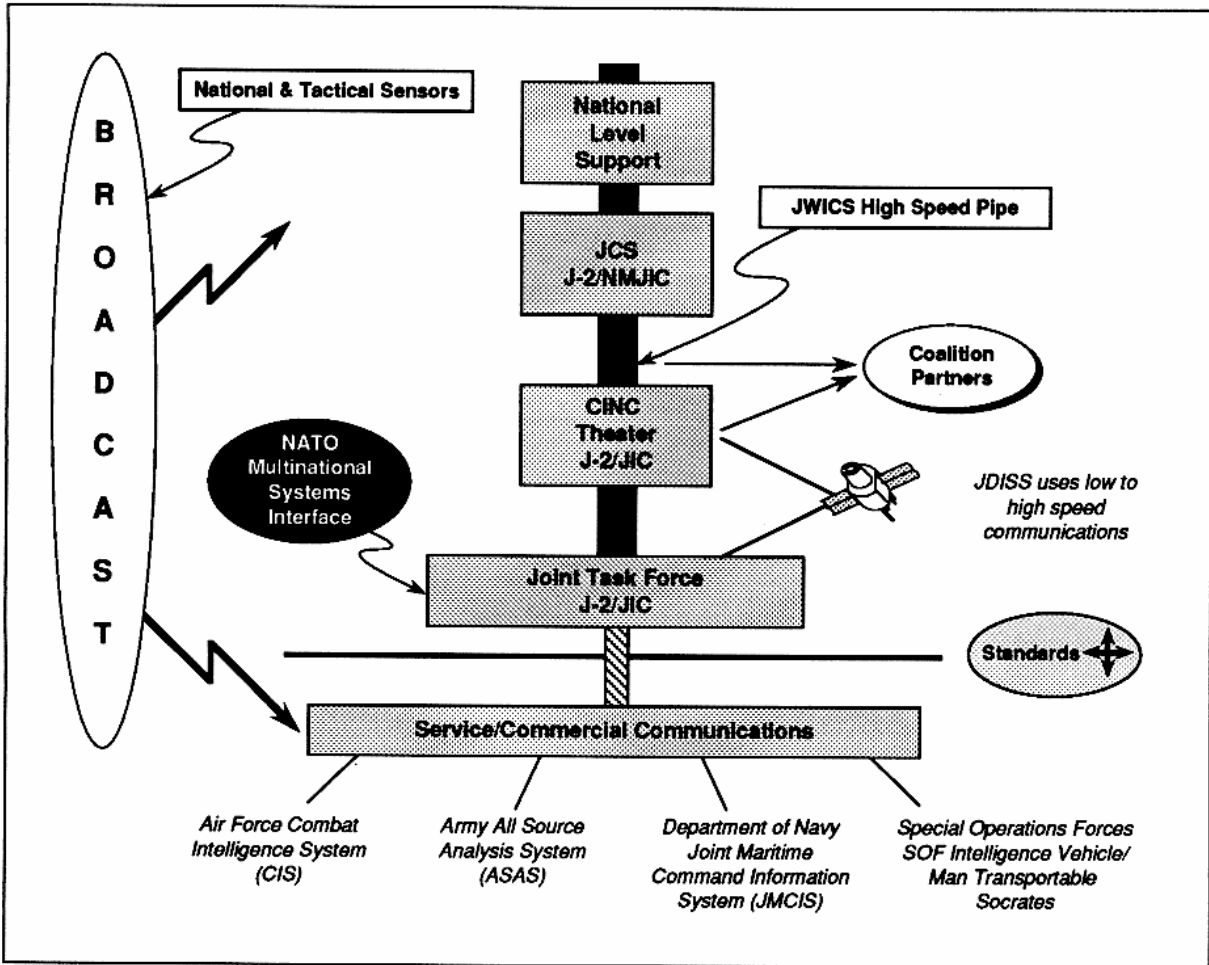 BROADCAST
National & Tactical Sensors
National
Level
Support
JWICS High Speed Pipe
JCS
J-2/NMJIC
Coalition
Partners
CINC
Theater
J-2/JIC
NATO
Multinational
Systems
Interface
JDISS uses low to
high speed
communications
Joint Task Force
J-2/JIC
Standards
Service/Commercial Communications
Air Force Combat
Intelligence System
(CIS)
Army All Source
Analysis System
(ASAS)
Department of Navy
Joint Maritime
Command Information
System (JMCIS)
Special Operations Forces
SOF Intelligence Vehicle/
Man Transportable
Socrates